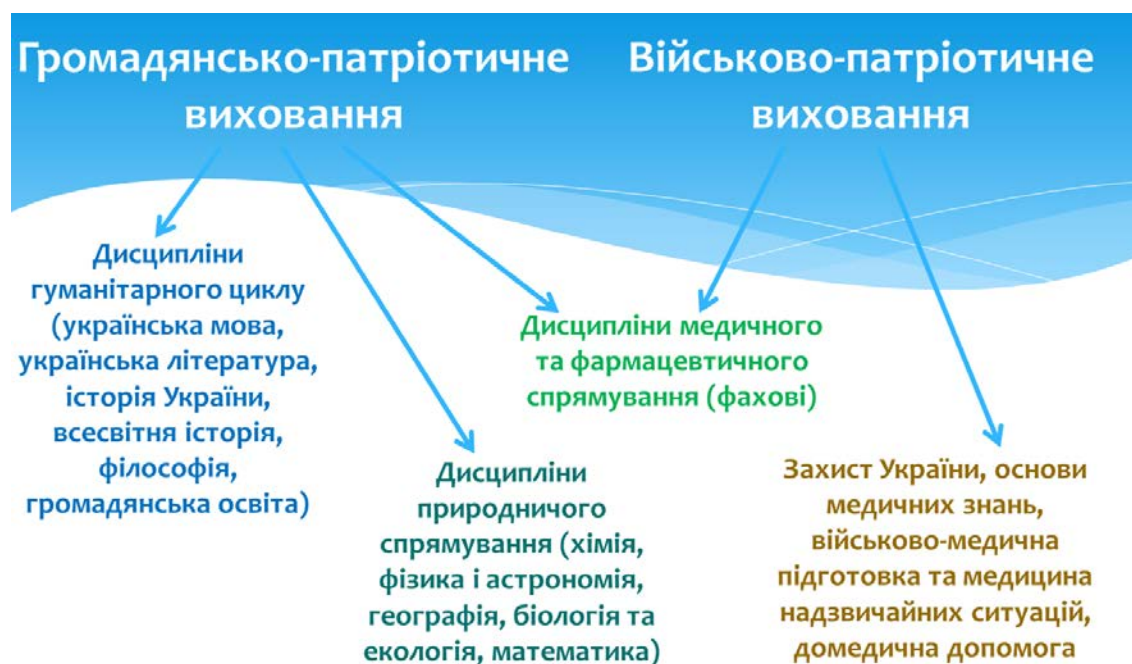 Громадянсько-патріотичне
виховання
Військово-патріотичне
виховання
Дисципліни
гуманітарного циклу
(українська мова,
українська література,
історія України,
всесвітня історія,
філософія,
громадянська освіта)
Дисципліни медичного
та фармацевтичного
спрямування (фахові)
Дисципліни
природничого
спрямування (хімія,
фізика і астрономія,
географія, біологія та
екологія, математика)
Захист України, основи
медичних знань,
військово-медична
підготовка та медицина
надзвичайних ситуацій,
домедична допомога